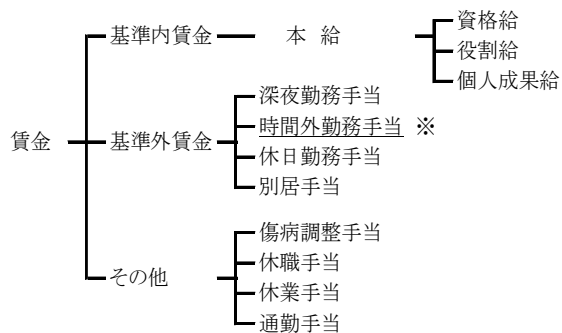 資格給
基準内賃金 本 給 役割給
個人成果給
深夜勤務手当
時間外勤務手当 ※
賃金 基準外賃金 休日勤務手当
別居手当
傷病調整手当
休職手当
その他 休業手当
通勤手当